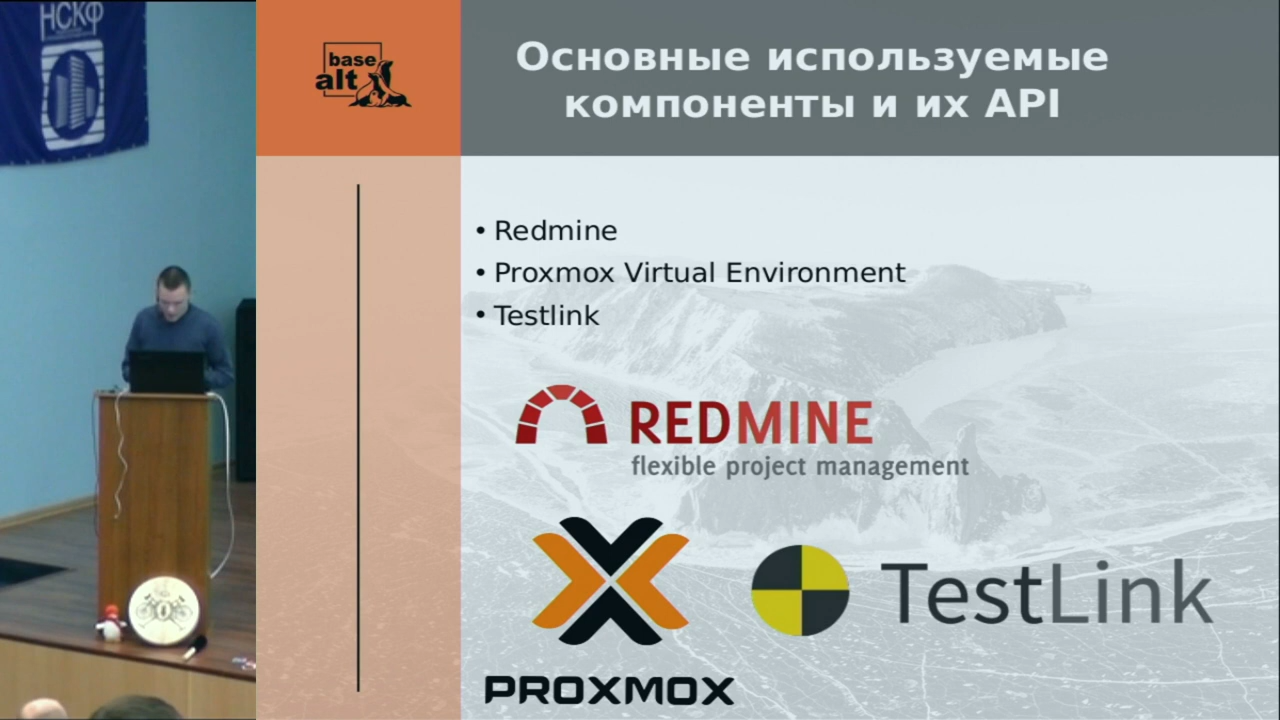 НСКФ
base
alt
Основные используемые
компоненты и их API
• Redmine
• Proxmox Virtual Environment
• Testlink
REDMINE
flexible project management
TestLink
PROXMOX